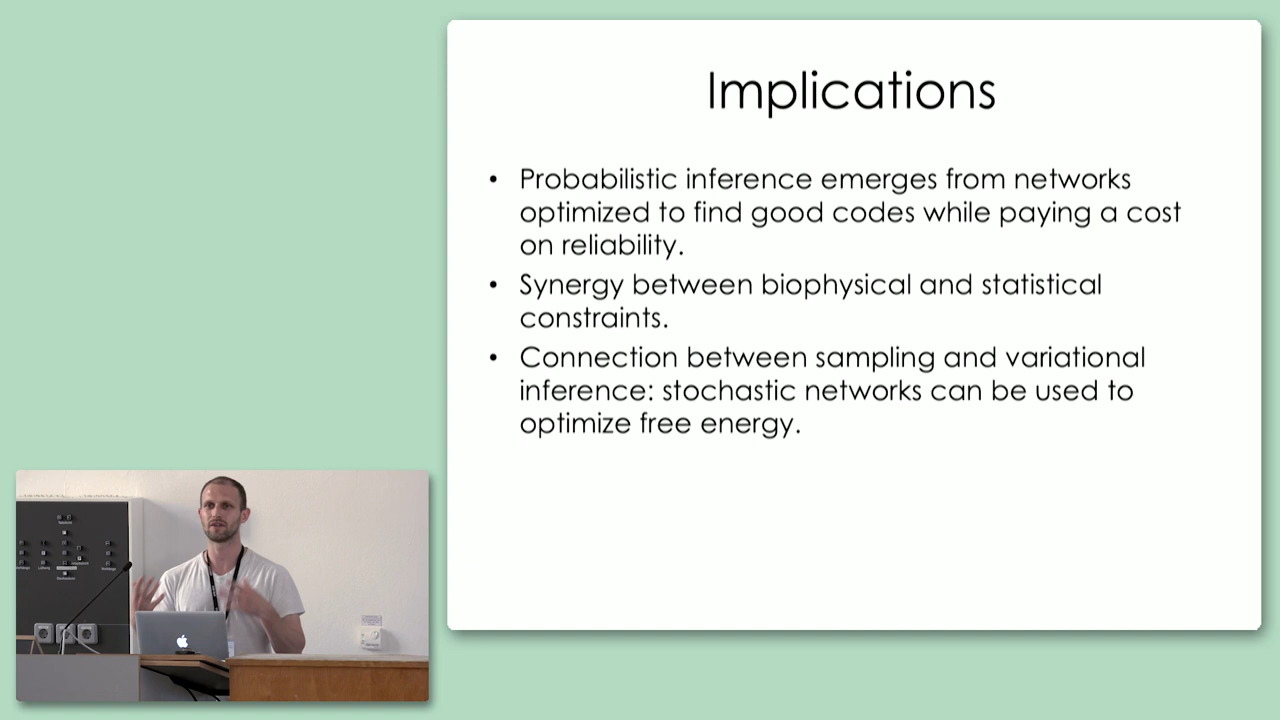 Implications
• Probabilistic inference emerges from networks
optimized to find good codes while paying a cost
on reliability.
• Synergy between biophysical and statistical
constraints.
• Connection between sampling and variational
inference: stochastic networks can be used to
optimize free energy.